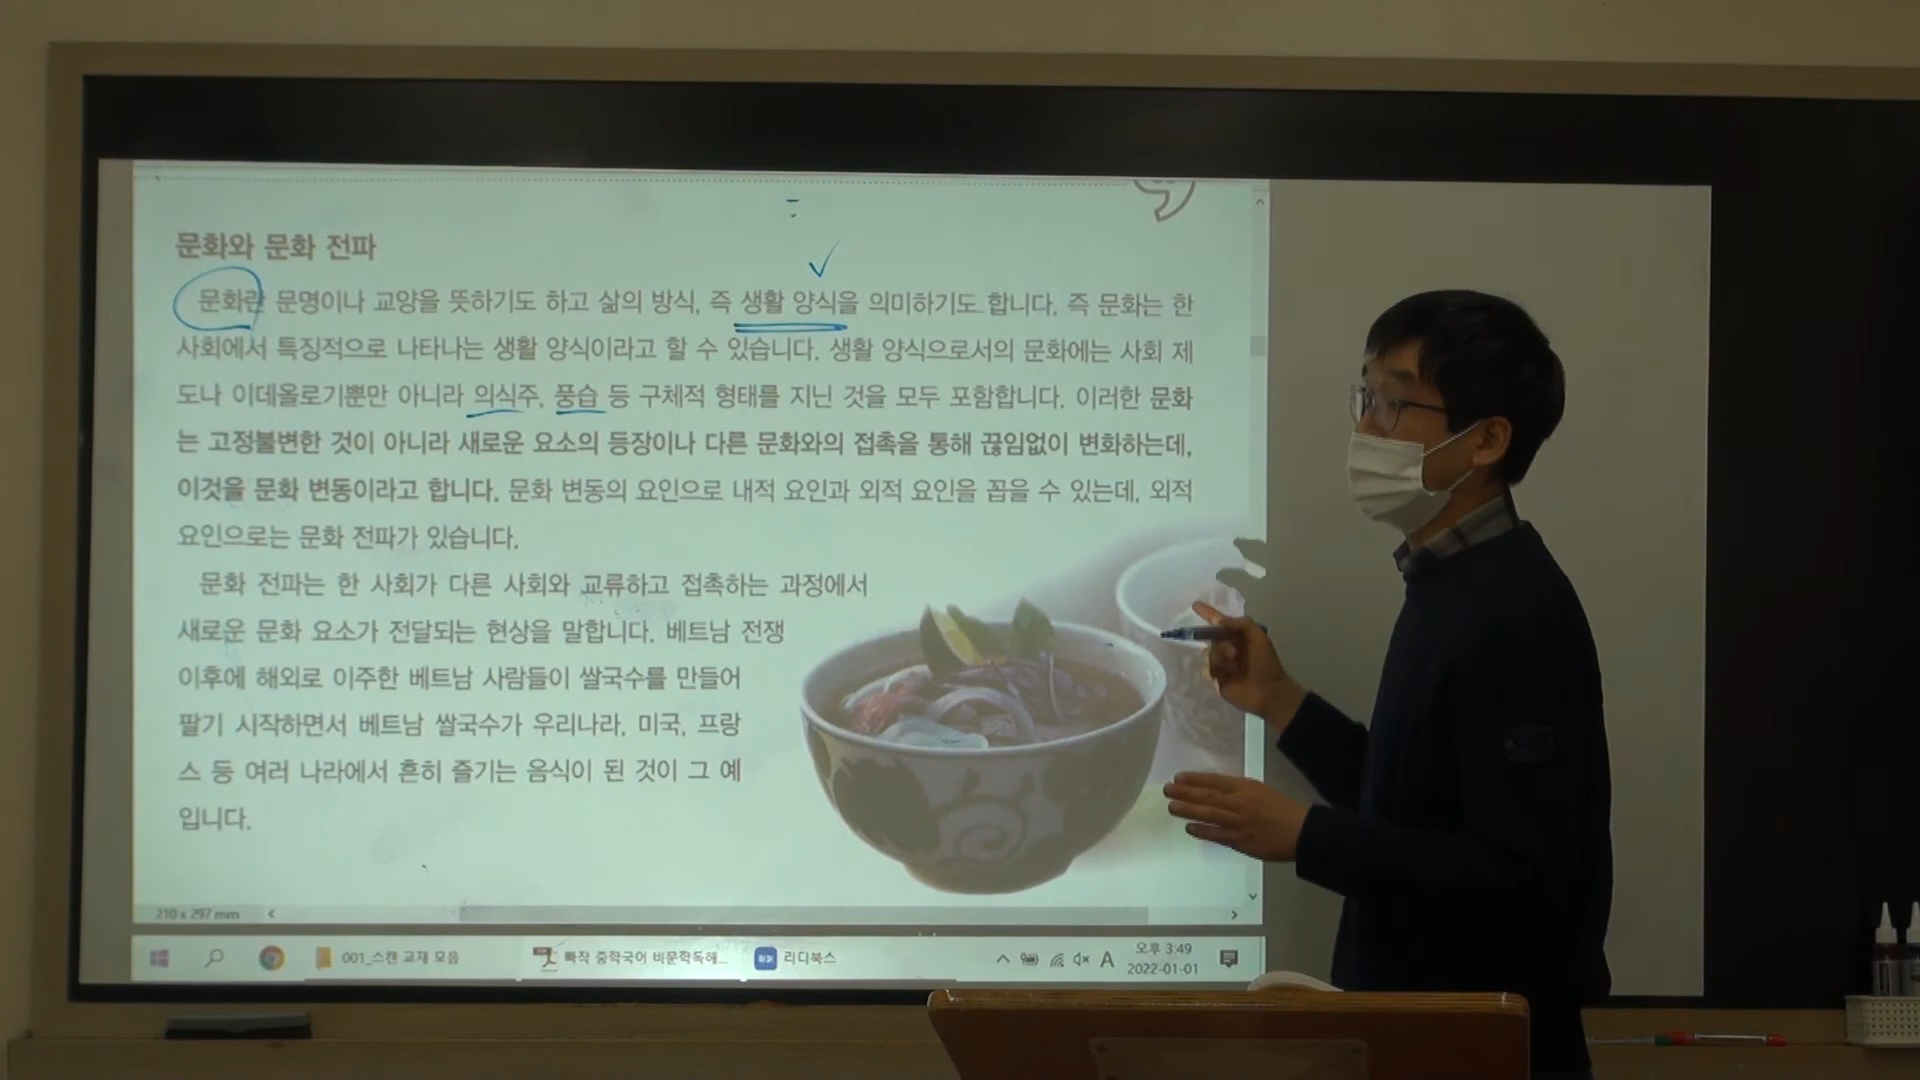 문화와 문화 전파
문화란 문명이나 교양을 뜻하기도 하고 삶의 방식, 즉 생활 양식을 의미하기도 합니다. 즉 문화는 한
사회에서 특징적으로 나타나는 생활 양식이라고 할 수 있습니다. 생활 양식으로서의 문화에는 사회 제
도나 이데올로기뿐만 아니라 의식주, 풍습 등 구체적 형태를 지닌 것을 모두 포함합니다. 이러한 문화
는 고정불변한 것이 아니라 새로운 요소의 등장이나 다른 문화와의 접촉을 통해 끊임없이 변화하는데,
이것을 문화 변동이라고 합니다. 문화 변동의 요인으로 내적 요인과 외적 요인을 꼽을 수 있는데, 외적
요인으로는 문화 전파가 있습니다.
문화 전파는 한 사회가 다른 사회와 교류하고 접촉하는 과정에서
새로운 문화 요소가 전달되는 현상을 말합니다. 베트남 전쟁
이후에 해외로 이주한 베트남 사람들이 쌀국수를 만들어
팔기 시작하면서 베트남 쌀국수가 우리나라, 미국, 프랑
스 등 여러 나라에서 흔히 즐기는 음식이 된 것이 그 예
입니다.
210 x 297 mm
001_스캔 교재 모음 빠작 중학국어 비문학독해... 리디북스 A 오후 3:49
2022-01-01